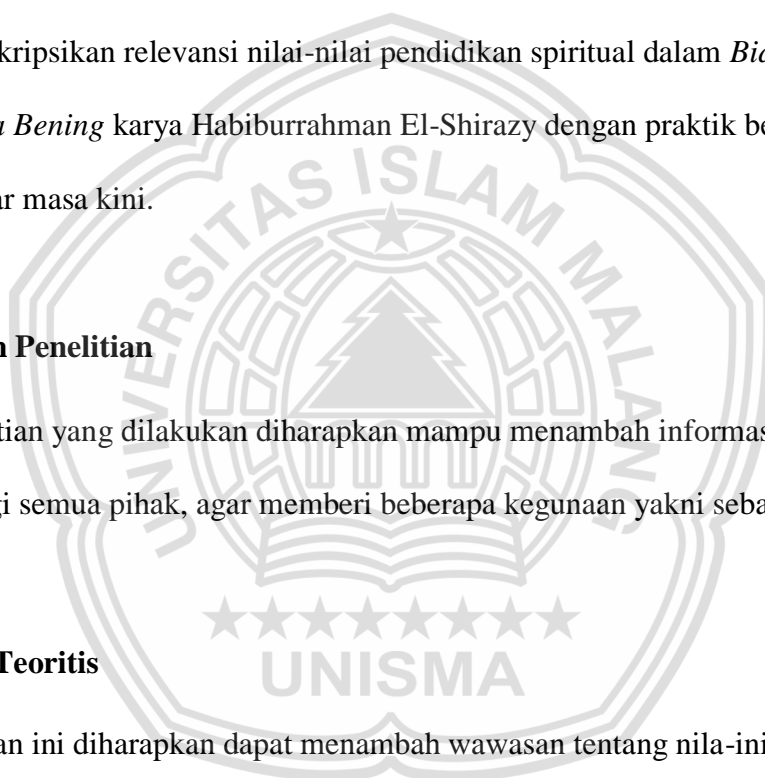 kripsikan relevansi nilai-nilai pendidikan spiritual dalam
Bening karya Habiburrahman El-Shirazy dengan praktik
ar masa kini.
UNIVERSITAS ISLAM MALANG
n Penelitian
tian yang dilakukan diharapkan mampu menambah informas
gi semua pihak, agar memberi beberapa kegunaan yakni seba
UNISMA
Teoritis
an ini diharapkan dapat menambah wawasan tentang nila-ini